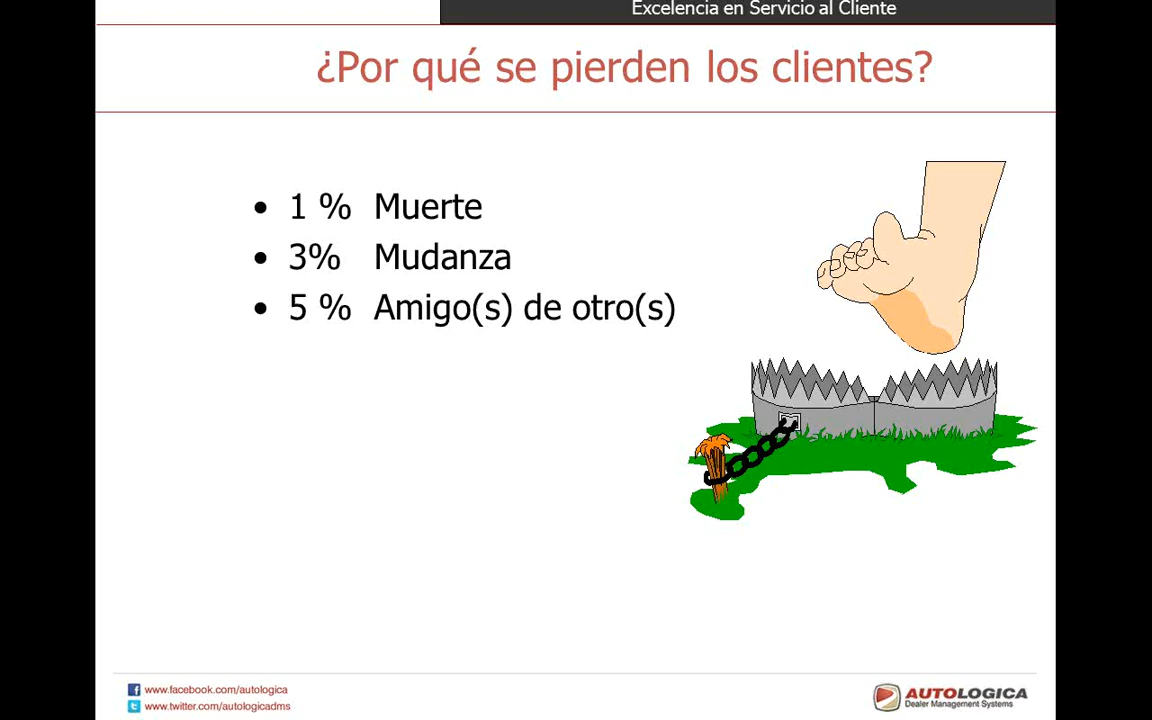 Excelencia en Servicio al Cliente
¿Por qué se pierden los clientes?
• 1 % Muerte
• 3% Mudanza
• 5 % Amigo(s) de otro(s)
www.facebook.com/autologica
www.twitter.com/autologicadms
AUTOLOGICA
Dealer Management Systems